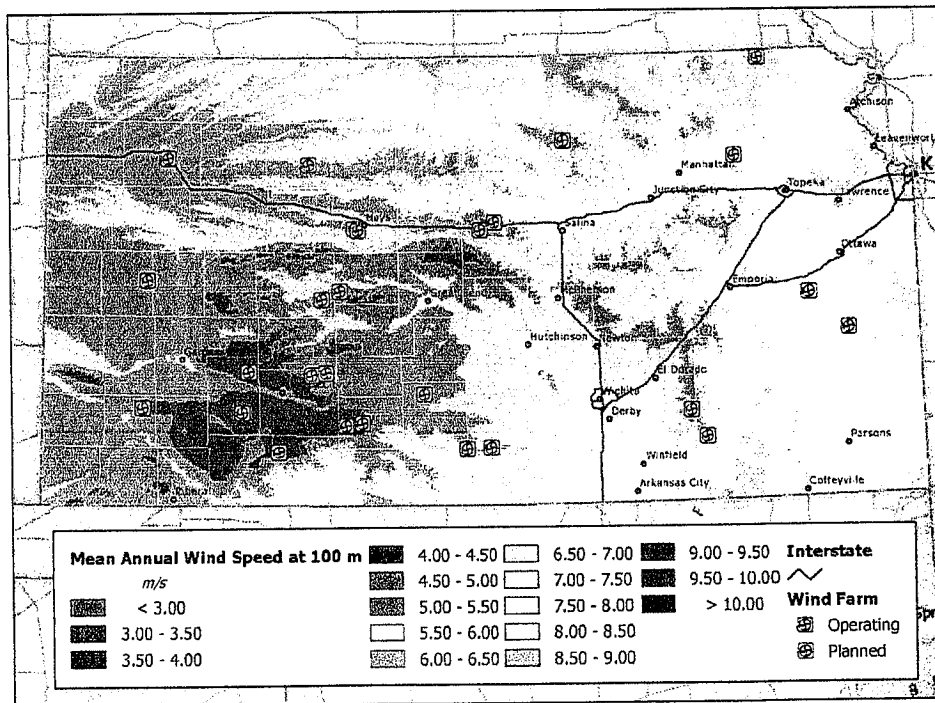 Atchison
Leavenwort
Manhattan
K
Junction City
Topeka
Lawrence
Hays
Salina
Ottawa
Emporia
McPherson
Hutchinson
Newton
El Dorado
Wichita
Derby
Parsons
Winfield
Arkansas City
Coffeyville
Mean Annual Wind Speed at 100 m
m/s
< 3.00
3.00 - 3.50
3.50 - 4.00
4.00 - 4.50
4.50 - 5.00
5.00 - 5.50
5.50 - 6.00
6.00 - 6.50
6.50 - 7.00
7.00 - 7.50
7.50 - 8.00
8.00 - 8.50
8.50 - 9.00
9.00 - 9.50
9.50 - 10.00
> 10.00
Interstate
Wind Farm
Operating
Planned
Spr